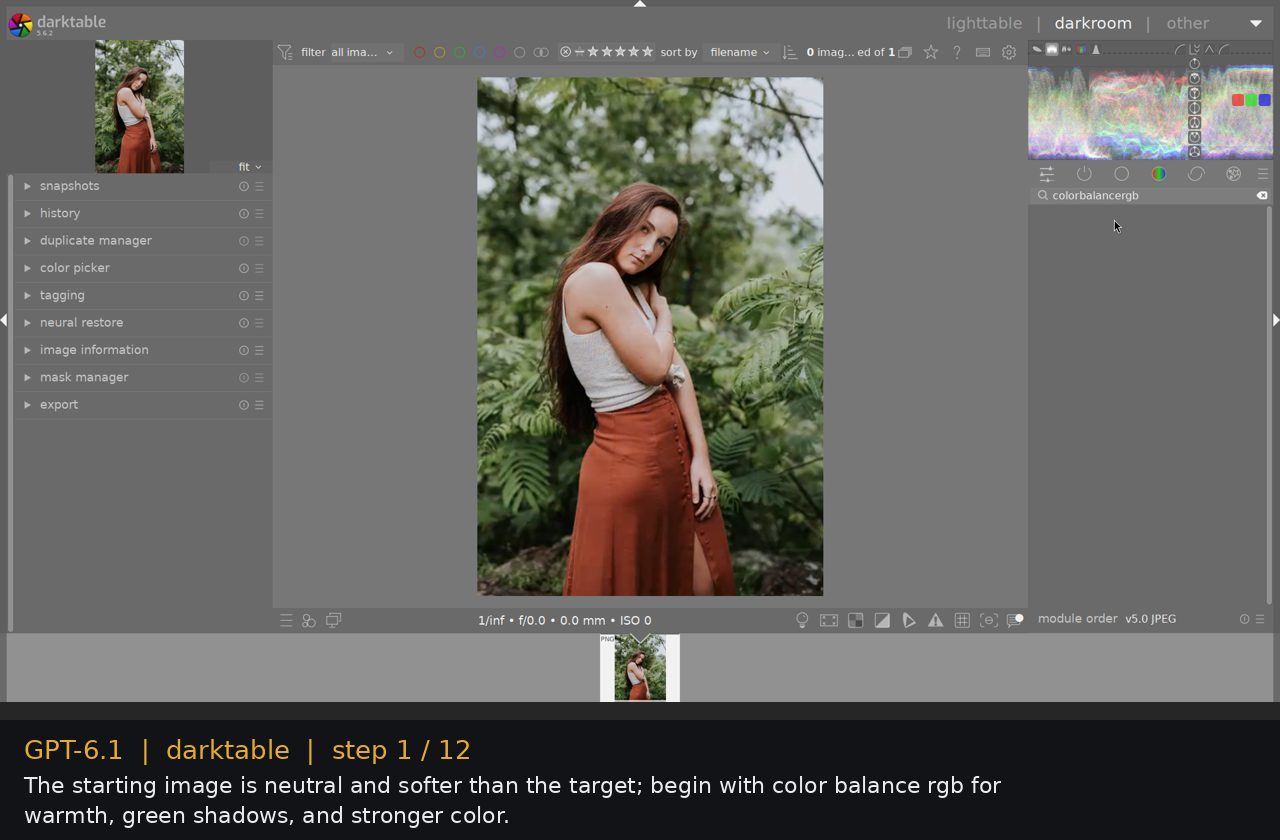 darktable
5.6.2
lighttable | darkroom | other
filter all ima...
sort by filename
0 imag... ed of 1
fit
snapshots
history
duplicate manager
color picker
tagging
neural restore
image information
mask manager
export
colorbalancergb
1/inf • f/0.0 • 0.0 mm • ISO 0
module order v5.0 JPEG
PNG
GPT-6.1 | darktable | step 1 / 12
The starting image is neutral and softer than the target; begin with color balance rgb for
warmth, green shadows, and stronger color.